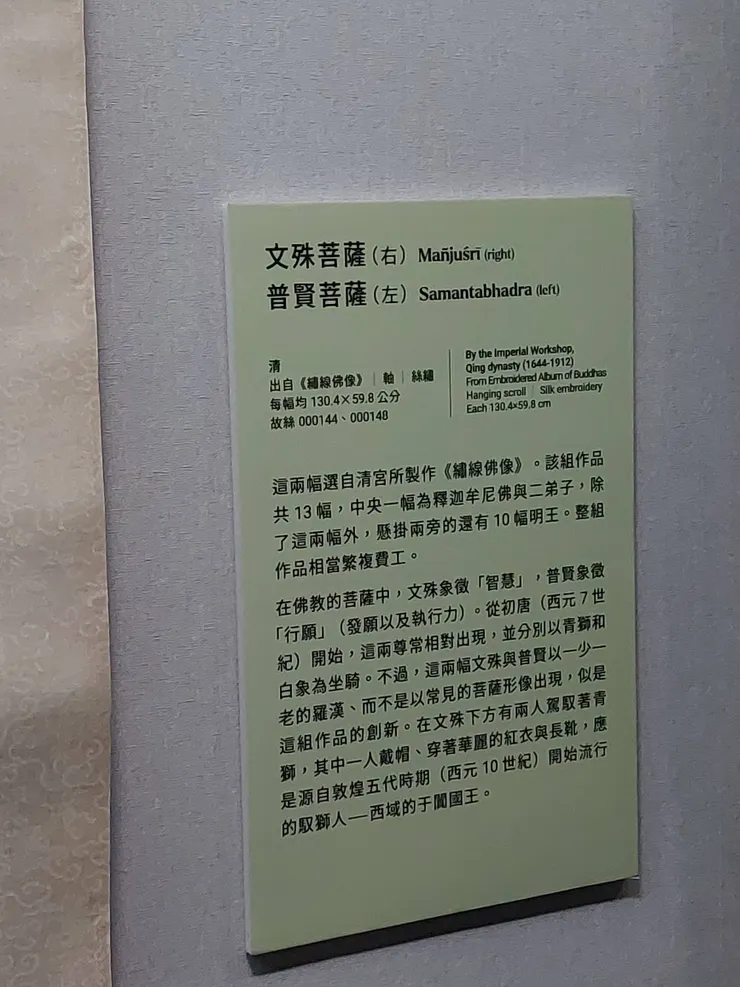 文殊菩薩（右） Mañjuśrī (right)
普賢菩薩（左） Samantabhadra (left)
清
出自《繡線佛像》｜軸｜絲繡
每幅均 130.4×59.8 公分
故絲 000144、000148
By the Imperial Workshop,
Qing dynasty (1644-1912)
From Embroidered Album of Buddhas
Hanging scroll｜Silk embroidery
Each 130.4×59.8 cm
這兩幅選自清宮所製作《繡線佛像》。該組作品
共 13 幅，中央一幅為釋迦牟尼佛與二弟子，除
了這兩幅外，懸掛兩旁的還有 10 幅明王。整組
作品相當繁複費工。
在佛教的菩薩中，文殊象徵「智慧」，普賢象徵
「行願」（發願以及執行力）。從初唐（西元 7 世
紀）開始，這兩尊常相對出現，並分別以青獅和
白象為坐騎。不過，這兩幅文殊與普賢以一少一
老的羅漢、而不是以常見的菩薩形像出現，似是
這組作品的創新。在文殊下方有兩人駕馭著青
獅，其中一人戴帽、穿著華麗的紅衣與長靴，應
是源自敦煌五代時期（西元 10 世紀）開始流行
的馭獅人—西域的于闐國王。